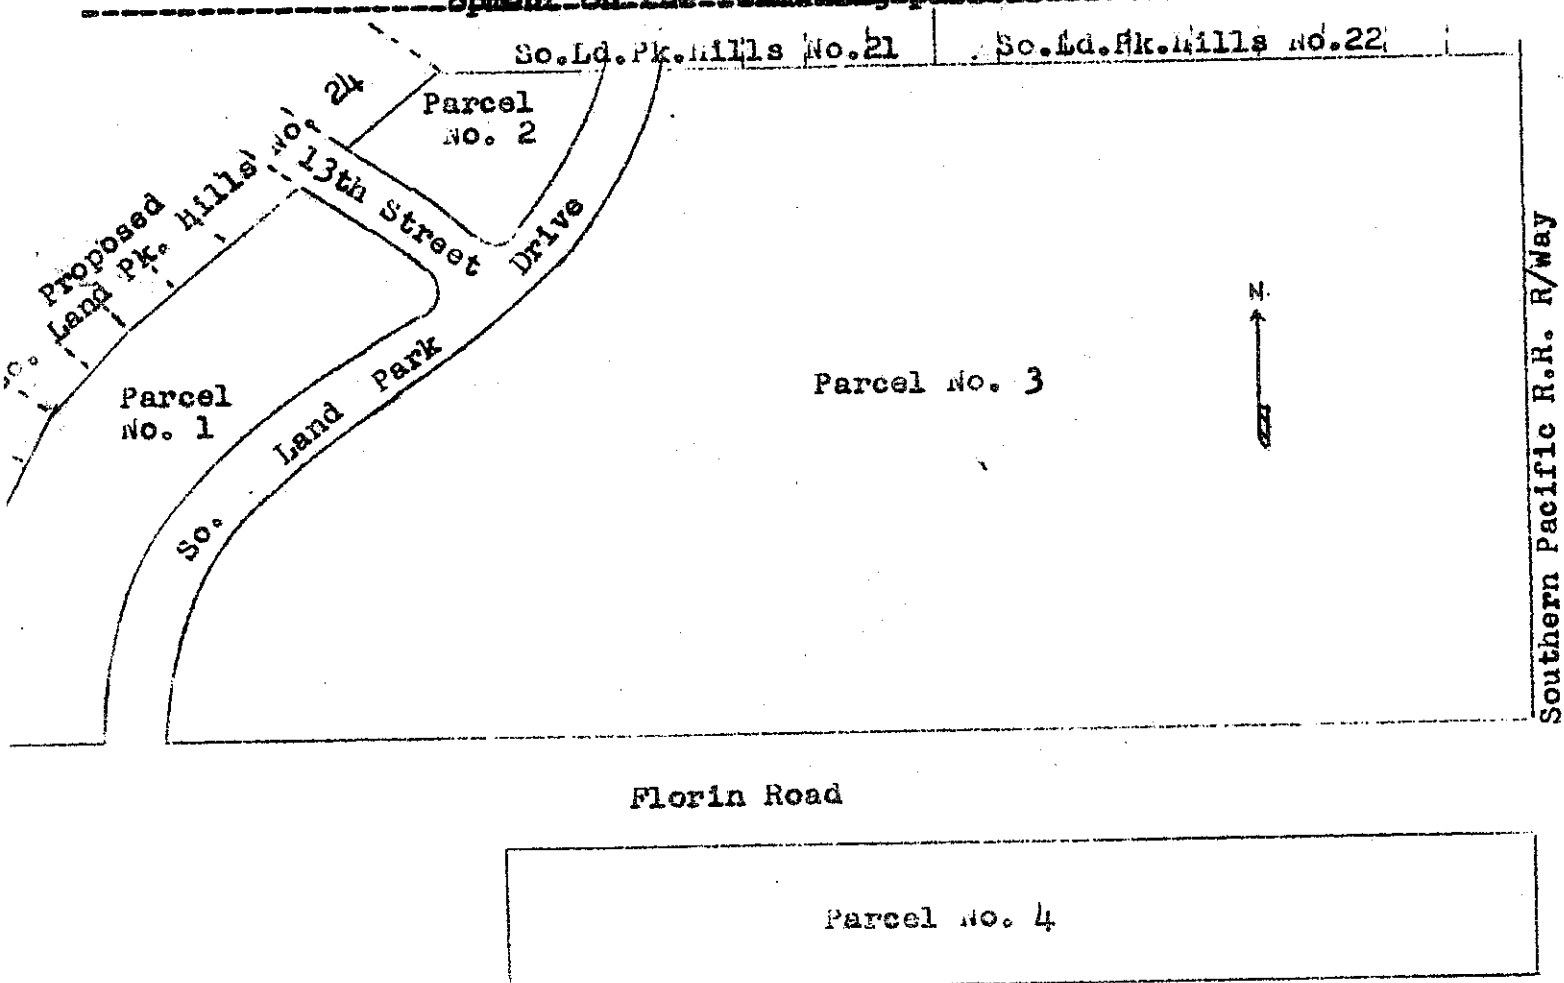 So.Ld.Pk.Hills No.21
So.Ld.Pk.Hills No.22
Parcel
No. 2
Proposed
So. Land Pk. Hills No. 24
13th Street
So. Land Park Drive
Parcel
No. 1
Parcel No. 3
N.
Southern Pacific R.R. R/Way
Florin Road
Parcel No. 4